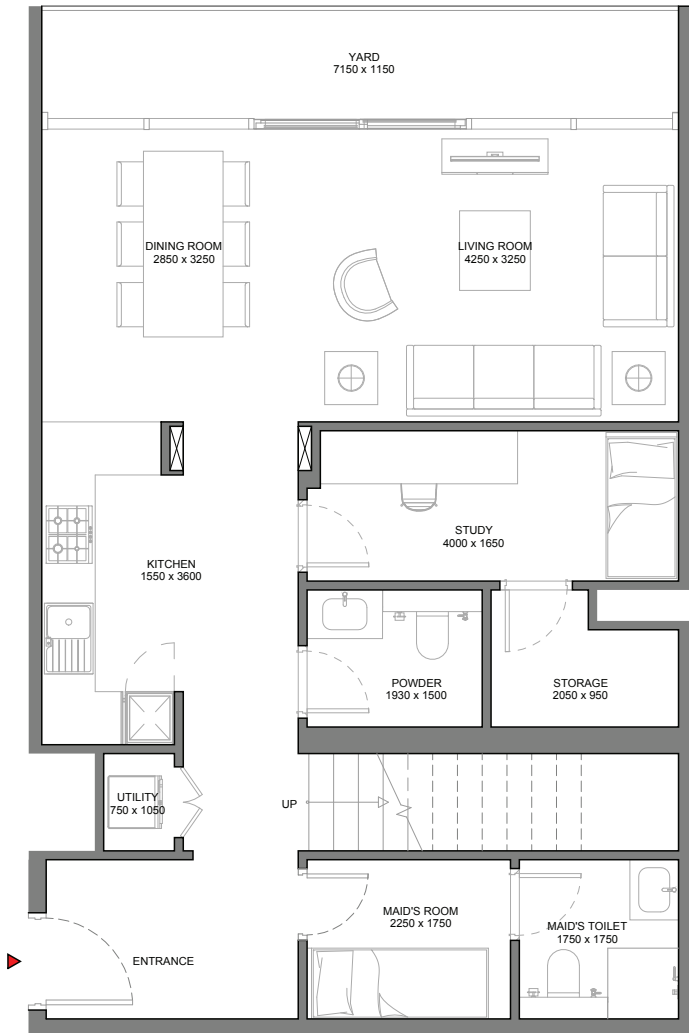 YARD
7150 x 1150
DINING ROOM
2850 x 3250
LIVING ROOM
4250 x 3250
STUDY
4000 x 1650
KITCHEN
1550 x 3600
POWDER
1930 x 1500
STORAGE
2050 x 950
UTILITY
750 x 1050
UP
MAID'S ROOM
2250 x 1750
MAID'S TOILET
1750 x 1750
ENTRANCE